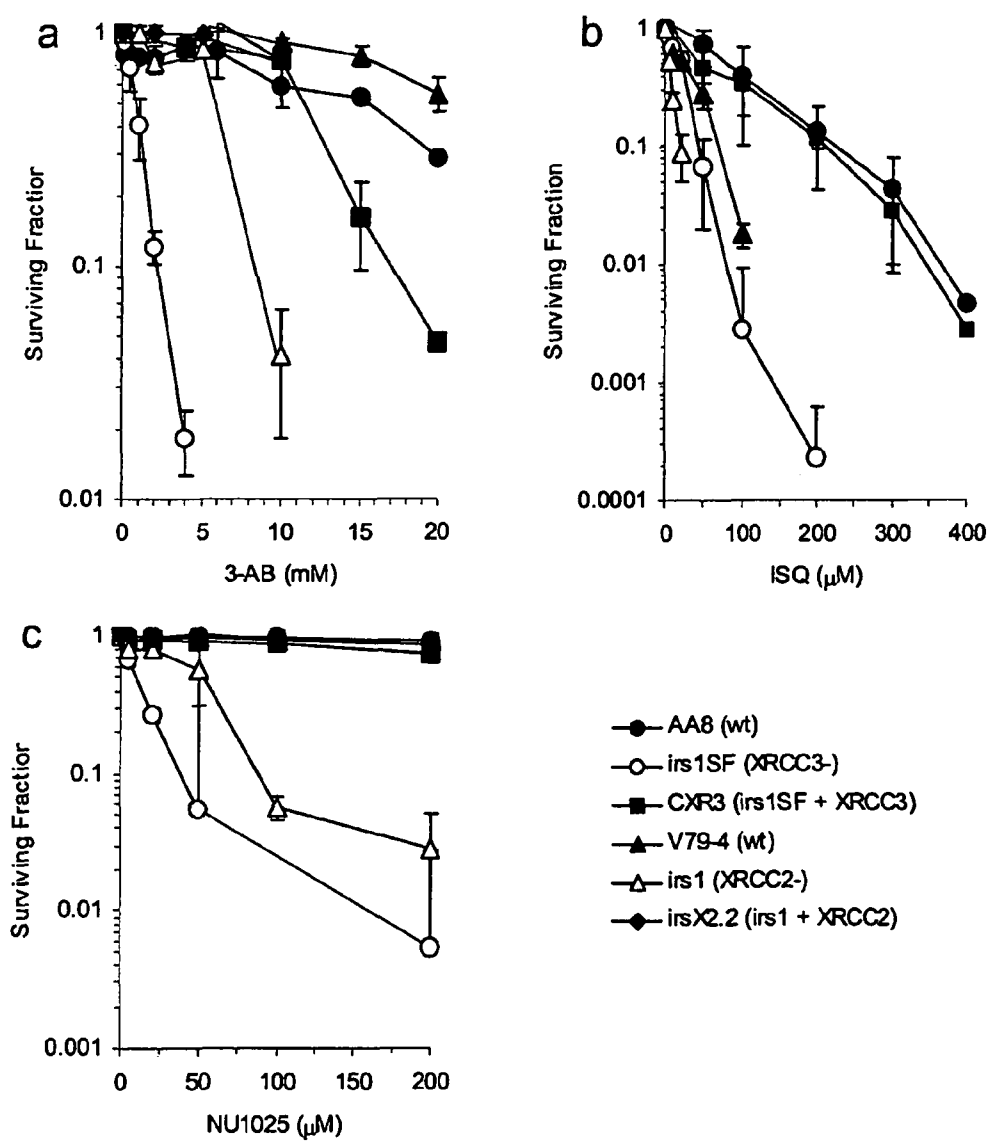 a
1
0.1
0.01
Surviving Fraction
0 5 10 15 20
3-AB (mM)
b
1
0.1
0.01
0.001
0.0001
Surviving Fraction
0 100 200 300 400
ISQ (μM)
c
1
0.1
0.01
0.001
Surviving Fraction
0 50 100 150 200
NU1025 (μM)
AA8 (wt)
irs1SF (XRCC3-)
CXR3 (irs1SF + XRCC3)
V79-4 (wt)
irs1 (XRCC2-)
irsX2.2 (irs1 + XRCC2)